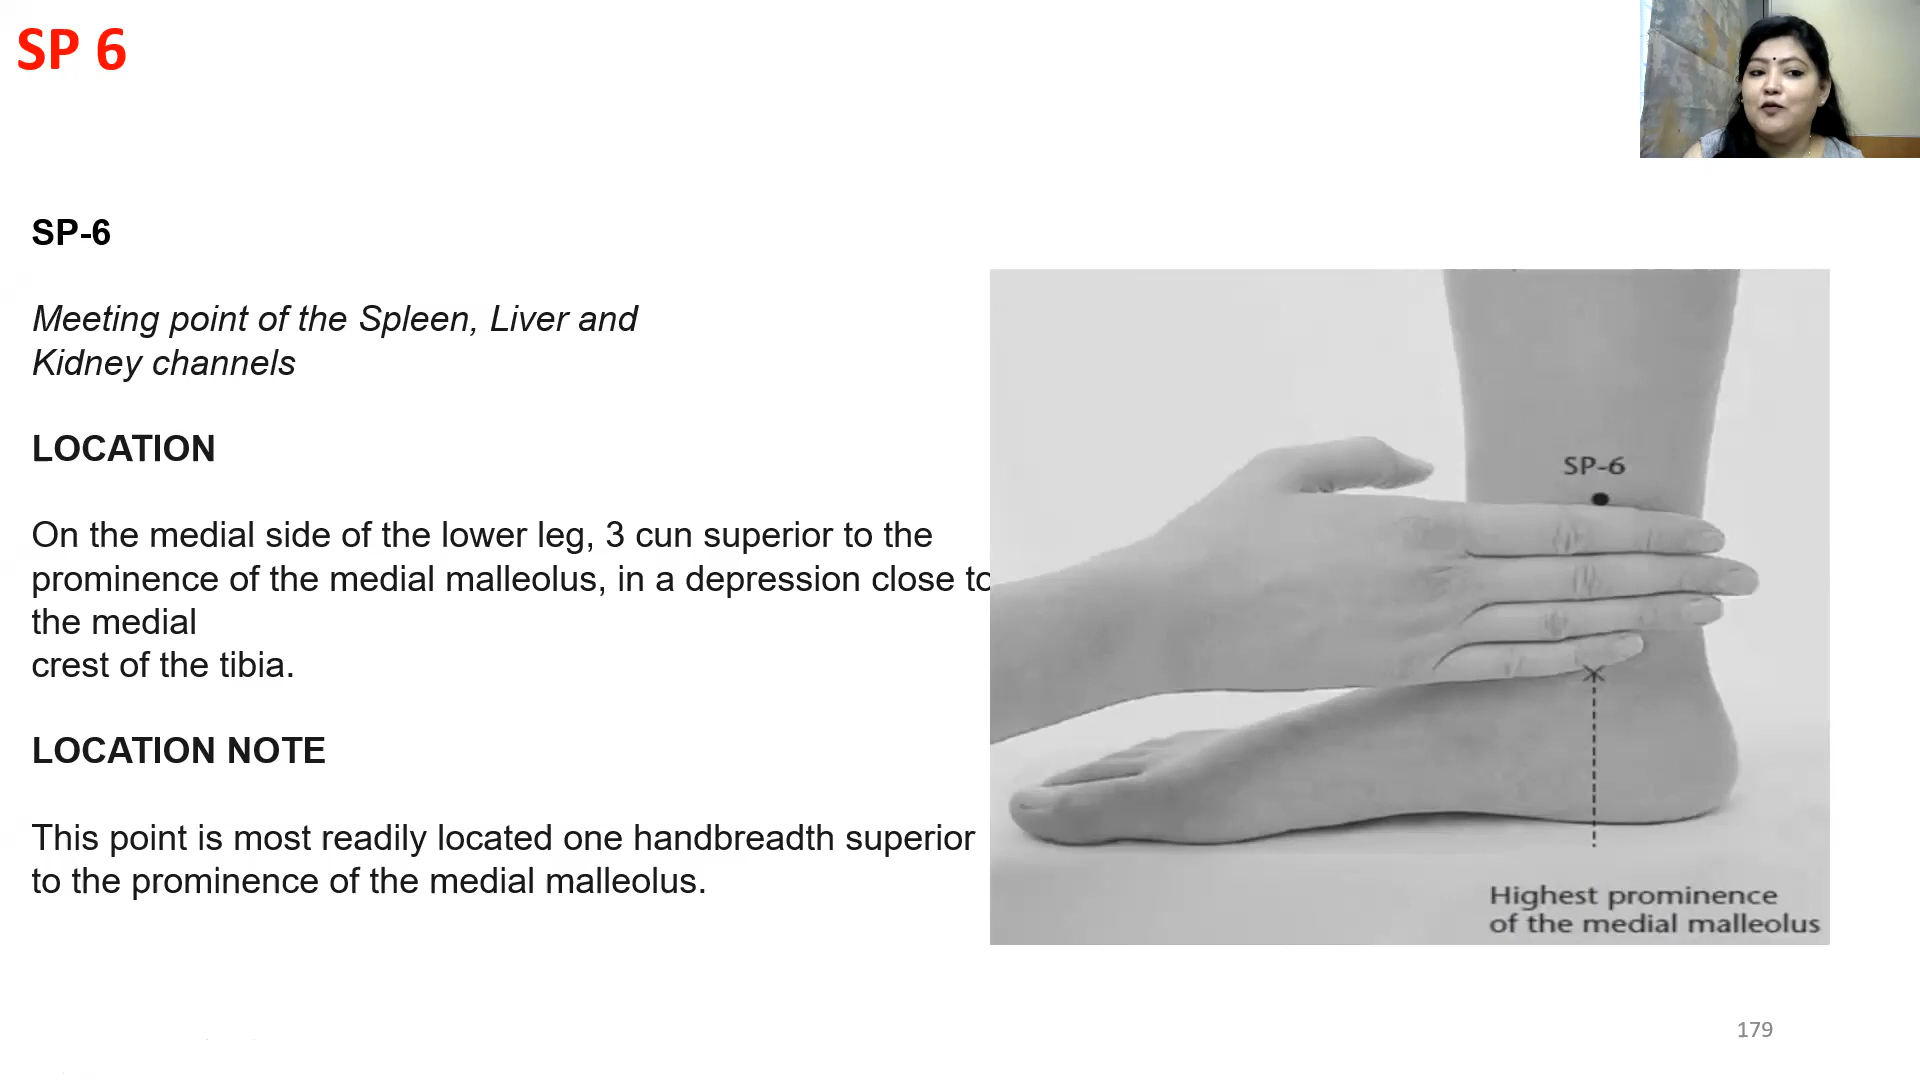 SP 6
SP-6
Meeting point of the Spleen, Liver and
Kidney channels
LOCATION
On the medial side of the lower leg, 3 cun superior to the
prominence of the medial malleolus, in a depression close to
the medial
crest of the tibia.
LOCATION NOTE
This point is most readily located one handbreadth superior
to the prominence of the medial malleolus.
SP-6
Highest prominence
of the medial malleolus
179